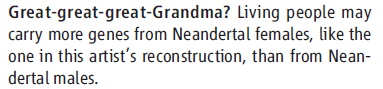 Great-great-great-Grandma? Living people may
carry more genes from Neandertal females, like the
one in this artist's reconstruction, than from Nean-
dertal males.